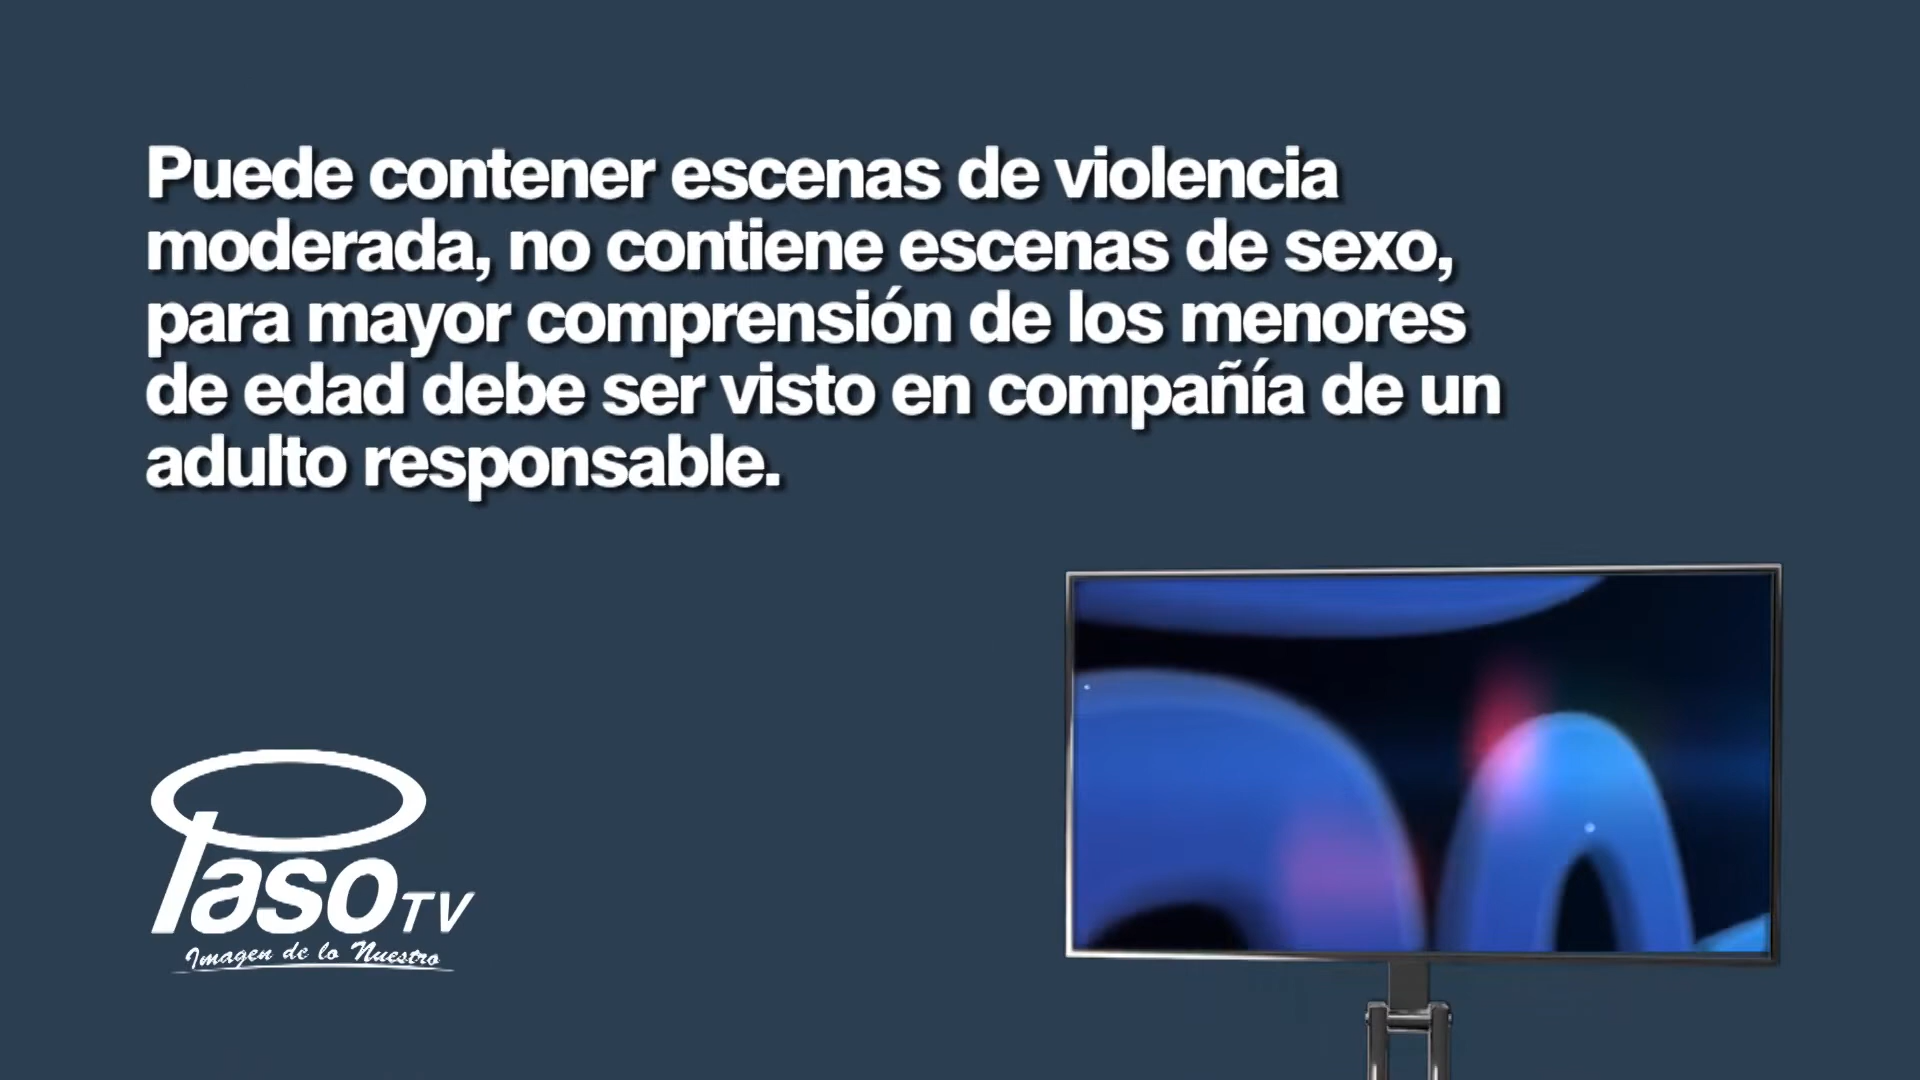 Puede contener escenas de violencia
moderada, no contiene escenas de sexo,
para mayor comprensión de los menores
de edad debe ser visto en compañía de un
adulto responsable.
Paso TV
Imagen de lo Nuestro